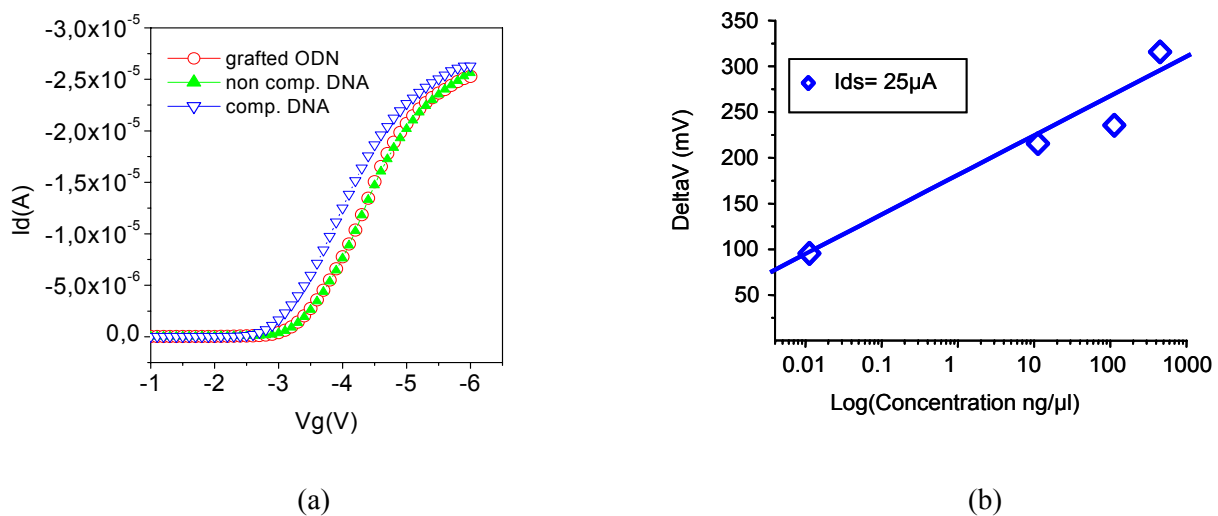 -3,0x10⁻⁵
-2,5x10⁻⁵
-2,0x10⁻⁵
-1,5x10⁻⁵
-1,0x10⁻⁵
-5,0x10⁻⁶
0,0
Id(A)
grafted ODN
non comp. DNA
comp. DNA
-1 -2 -3 -4 -5 -6
Vg(V)
(a)
350
300
250
200
150
100
50
DeltaV (mV)
Ids= 25µA
0.01 0.1 1 10 100 1000
Log(Concentration ng/µl)
(b)